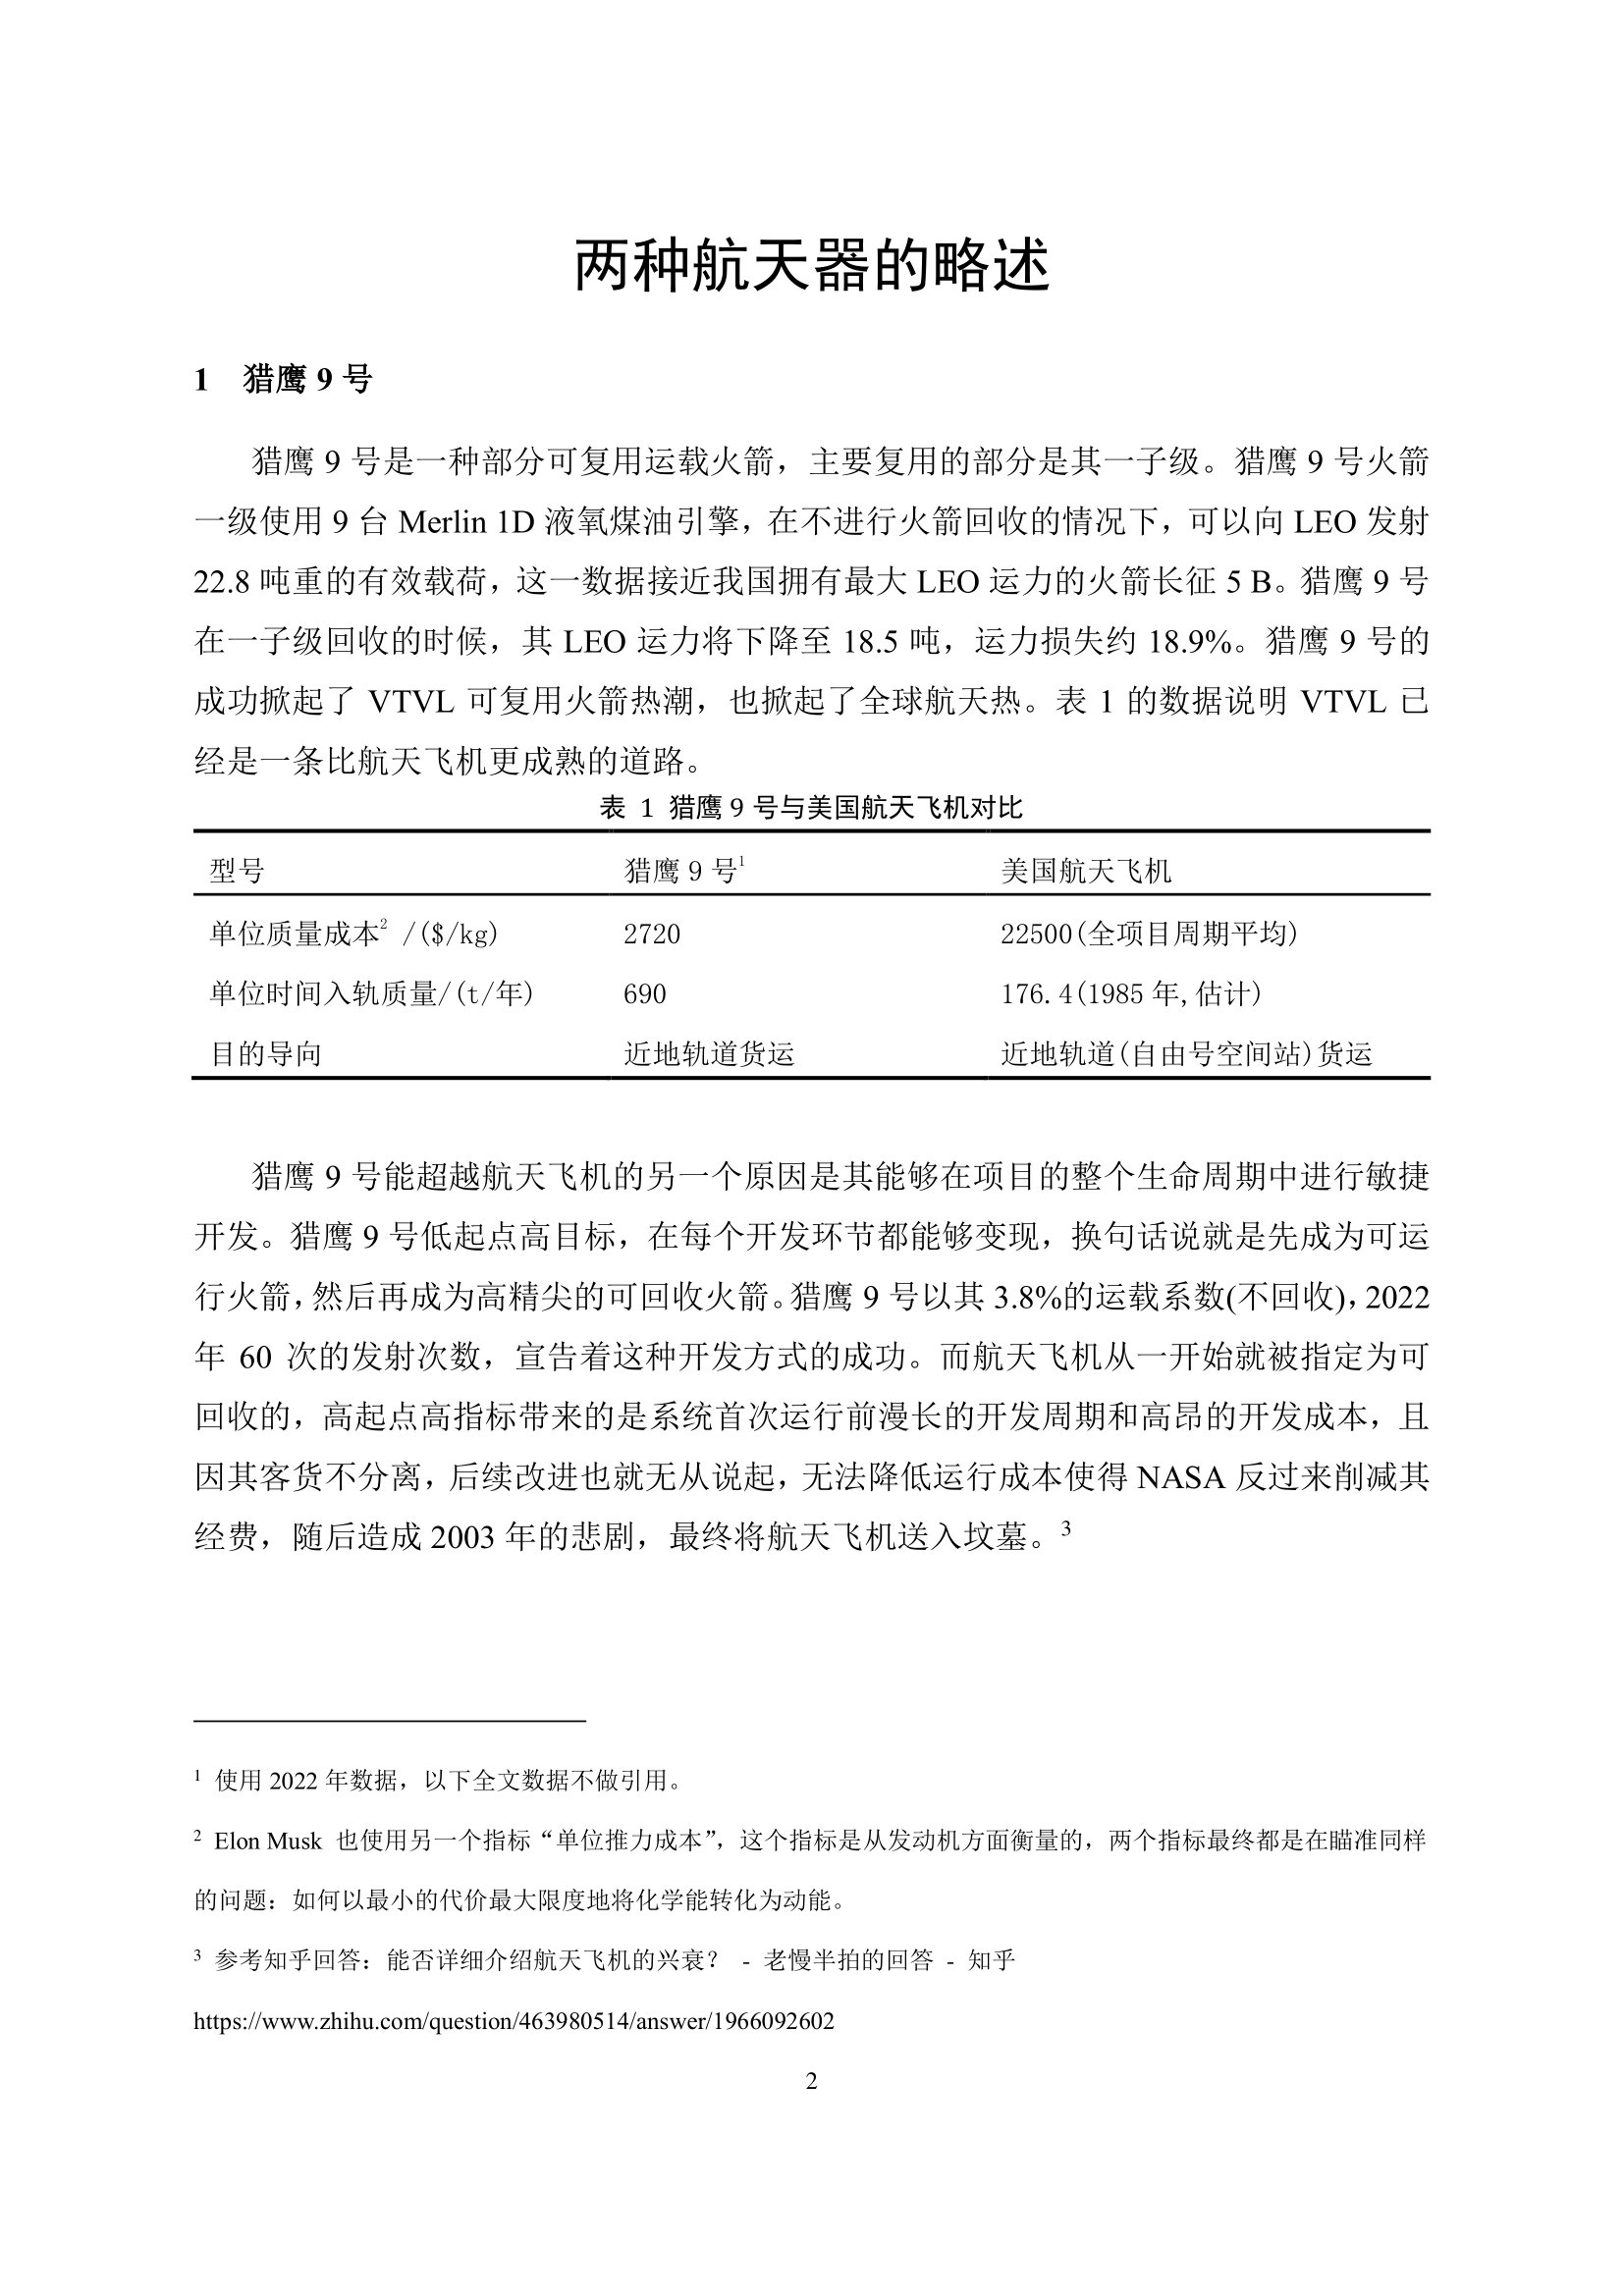 两种航天器的略述
1 猎鹰 9 号
猎鹰 9 号是一种部分可复用运载火箭，主要复用的部分是其一子级。猎鹰 9 号火箭
一级使用 9 台 Merlin 1D 液氧煤油引擎，在不进行火箭回收的情况下，可以向 LEO 发射
22.8 吨重的有效载荷，这一数据接近我国拥有最大 LEO 运力的火箭长征 5 B。猎鹰 9 号
在一子级回收的时候，其 LEO 运力将下降至 18.5 吨，运力损失约 18.9%。猎鹰 9 号的
成功掀起了 VTVL 可复用火箭热潮，也掀起了全球航天热。表 1 的数据说明 VTVL 已
经是一条比航天飞机更成熟的道路。
表 1 猎鹰 9 号与美国航天飞机对比
型号 猎鹰 9 号¹ 美国航天飞机
单位质量成本² /($/kg) 2720 22500(全项目周期平均)
单位时间入轨质量/(t/年) 690 176.4(1985 年,估计)
目的导向 近地轨道货运 近地轨道(自由号空间站)货运
猎鹰 9 号能超越航天飞机的另一个原因是其能够在项目的整个生命周期中进行敏捷
开发。猎鹰 9 号低起点高目标，在每个开发环节都能够变现，换句话说就是先成为可运
行火箭，然后再成为高精尖的可回收火箭。猎鹰 9 号以其 3.8%的运载系数(不回收)，2022
年 60 次的发射次数，宣告着这种开发方式的成功。而航天飞机从一开始就被指定为可
回收的，高起点高指标带来的是系统首次运行前漫长的开发周期和高昂的开发成本，且
因其客货不分离，后续改进也就无从说起，无法降低运行成本使得 NASA 反过来削减其
经费，随后造成 2003 年的悲剧，最终将航天飞机送入坟墓。³
¹ 使用 2022 年数据，以下全文数据不做引用。
² Elon Musk 也使用另一个指标“单位推力成本”，这个指标是从发动机方面衡量的，两个指标最终都是在瞄准同样
的问题：如何以最小的代价最大限度地将化学能转化为动能。
³ 参考知乎回答：能否详细介绍航天飞机的兴衰？ - 老慢半拍的回答 - 知乎
https://www.zhihu.com/question/463980514/answer/1966092602
2